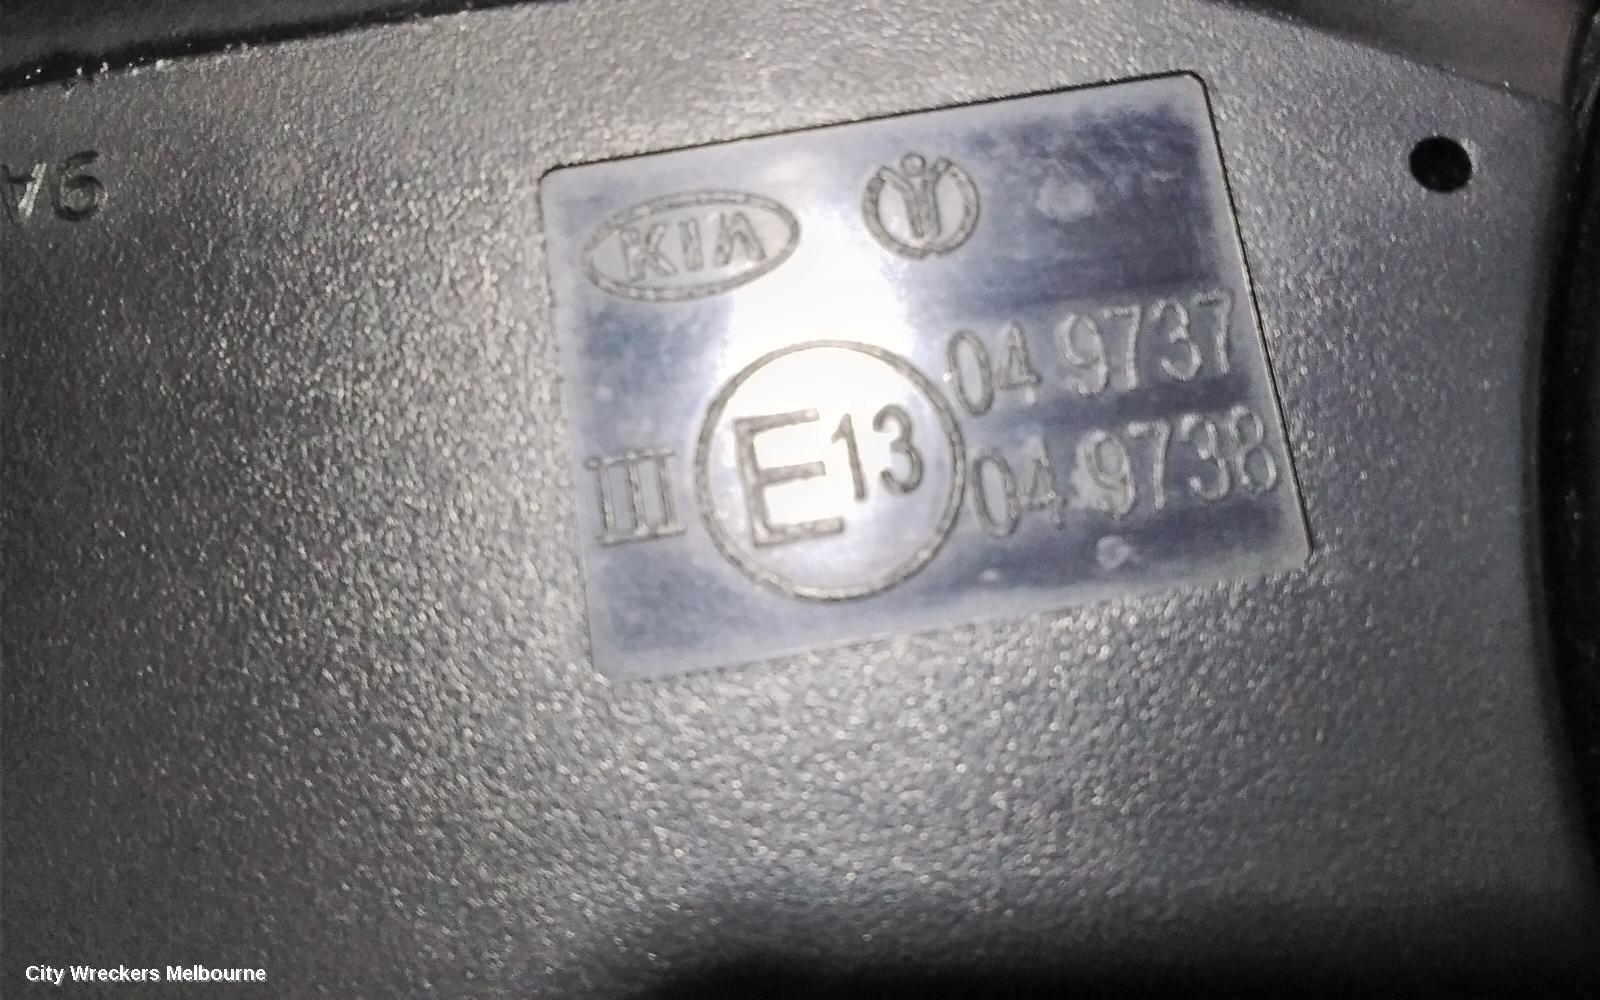 9A
KIA
04 9737
III E13
04 9738
City Wreckers Melbourne